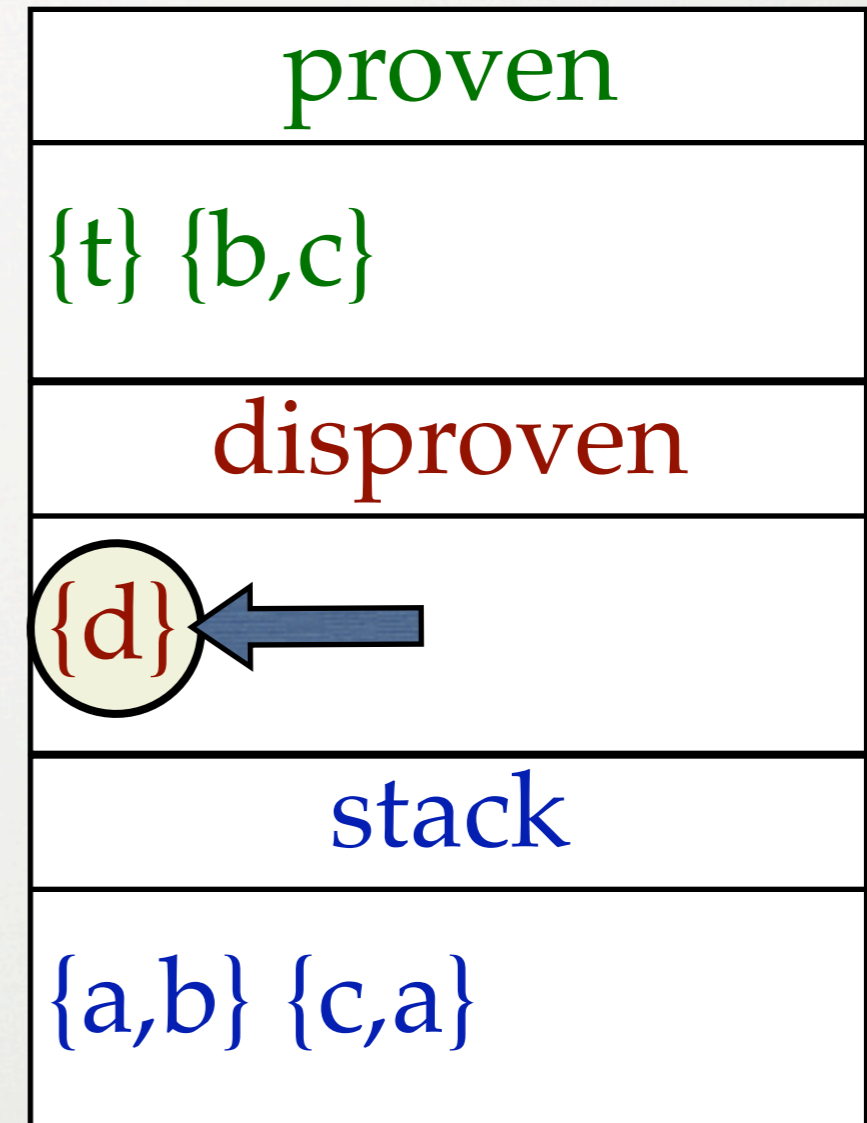 proven
{t} {b,c}
disproven
{d}
stack
{a,b} {c,a}